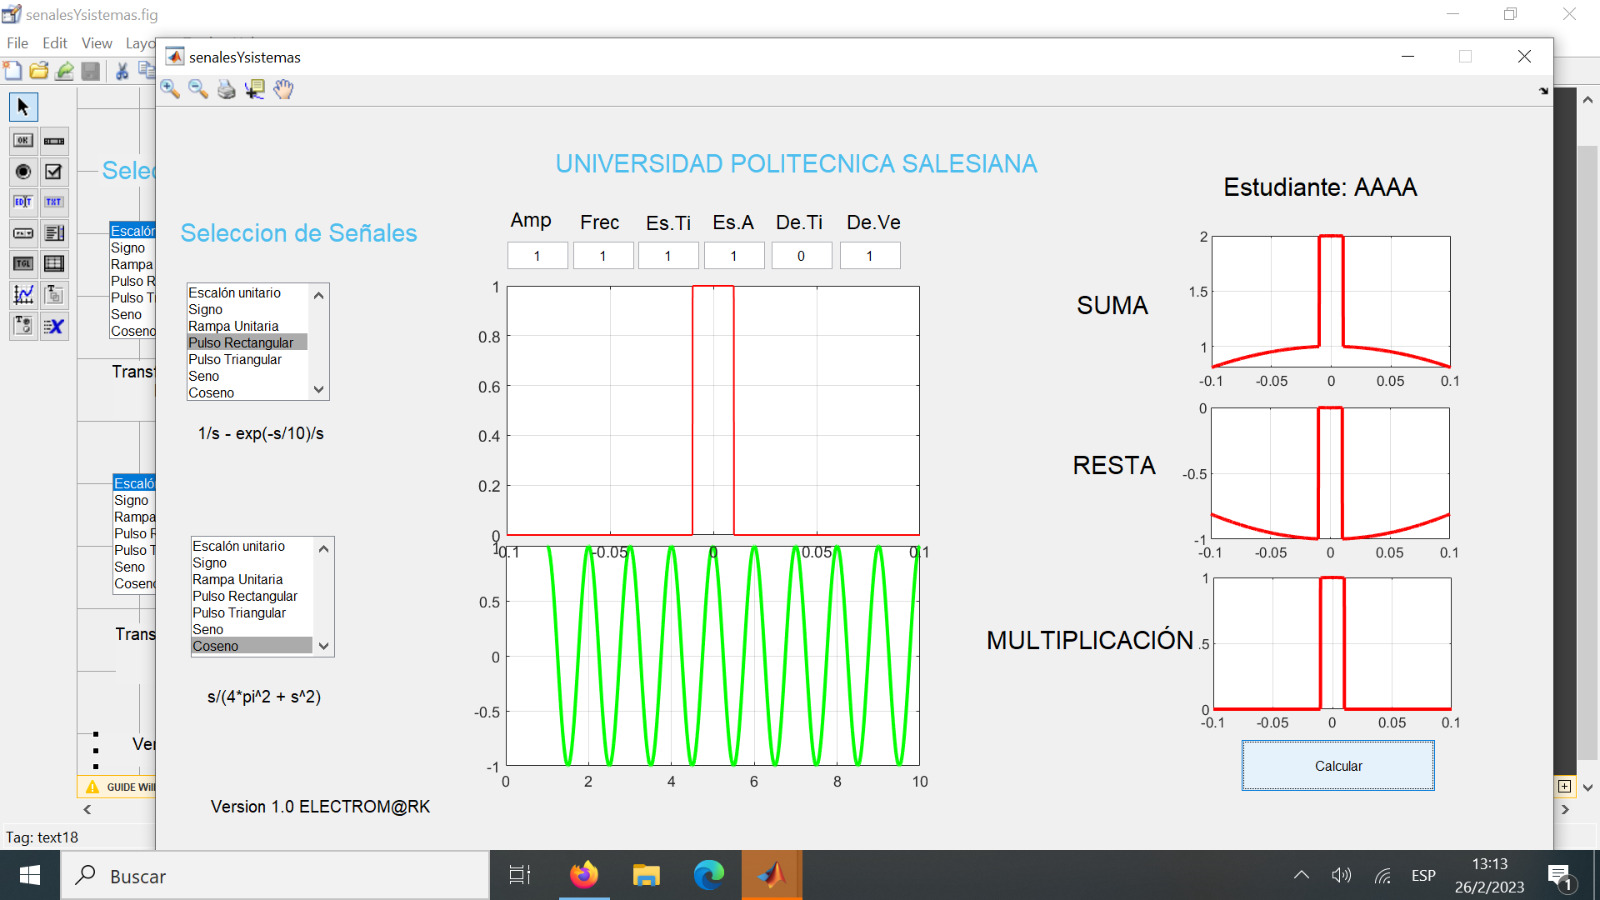 senalesYsistemas.fig
File Edit View Layo
senalesYsistemas
UNIVERSIDAD POLITECNICA SALESIANA
Estudiante: AAAA
Selec
Seleccion de Señales
Amp Frec Es.Ti Es.A De.Ti De.Ve
1 1 1 1 0 1
Escalón
Signo
Rampa
Pulso R
Pulso Ti
Seno
Coseno
Transf
Escalón unitario
Signo
Rampa Unitaria
Pulso Rectangular
Pulso Triangular
Seno
Coseno
1/s - exp(-s/10)/s
1
0.8
0.6
0.4
0.2
0
-0.1 -0.05 0 0.05 0.1
SUMA
2
1.5
1
-0.1 -0.05 0 0.05 0.1
RESTA
0
-0.5
-1
-0.1 -0.05 0 0.05 0.1
Escaló
Signo
Rampa
Pulso R
Pulso T
Seno
Cosen
Trans
Escalón unitario
Signo
Rampa Unitaria
Pulso Rectangular
Pulso Triangular
Seno
Coseno
s/(4*pi^2 + s^2)
1
0.5
0
-0.5
-1
0 2 4 6 8 10
MULTIPLICACIÓN
1
.5
0
-0.1 -0.05 0 0.05 0.1
Calcular
Ver
GUIDE Will
Version 1.0 ELECTROM@RK
Tag: text18
Buscar
ESP
13:13
26/2/2023
1
OK
EDIT
TXT
TGL